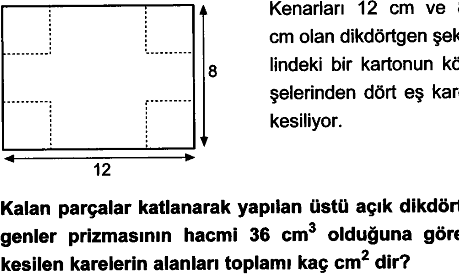 Kenarları 12 cm ve
cm olan dikdörtgen şek
lindeki bir kartonun kö
şelerinden dört eş kar
kesiliyor.
8
12
Kalan parçalar katlanarak yapılan üstü açık dikdört
genler prizmasının hacmi 36 cm³ olduğuna göre
kesilen karelerin alanları toplamı kaç cm² dir?